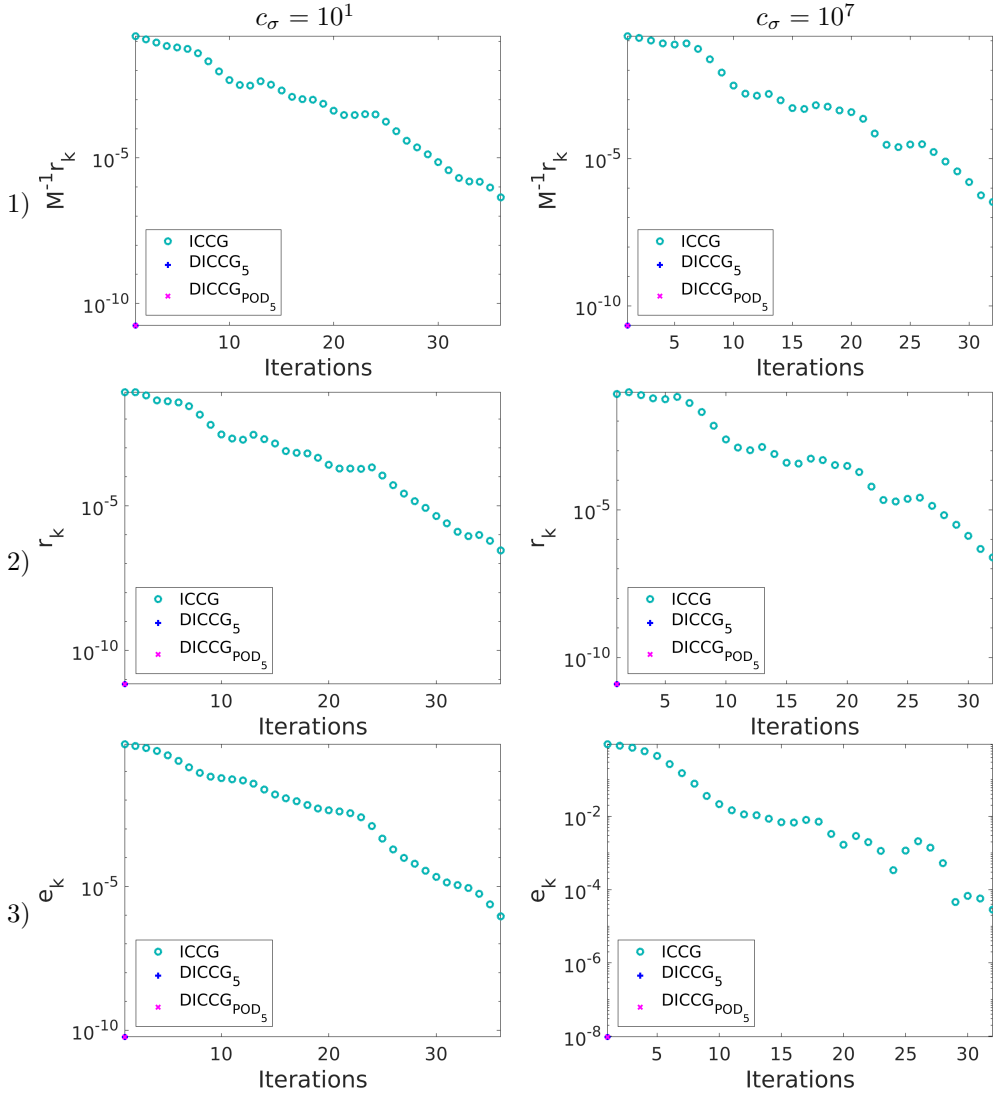 c_σ = 10^1
c_σ = 10^7
1)
M^-1 r_k
10^-5
10^-10
ICCG
DICCG_5
DICCG_POD_5
10 20 30
Iterations
M^-1 r_k
10^-5
10^-10
ICCG
DICCG_5
DICCG_POD_5
5 10 15 20 25 30
Iterations
2)
r_k
10^-5
10^-10
ICCG
DICCG_5
DICCG_POD_5
10 20 30
Iterations
r_k
10^-5
10^-10
ICCG
DICCG_5
DICCG_POD_5
5 10 15 20 25 30
Iterations
3)
e_k
10^-5
10^-10
ICCG
DICCG_5
DICCG_POD_5
10 20 30
Iterations
e_k
10^-2
10^-4
10^-6
10^-8
ICCG
DICCG_5
DICCG_POD_5
5 10 15 20 25 30
Iterations